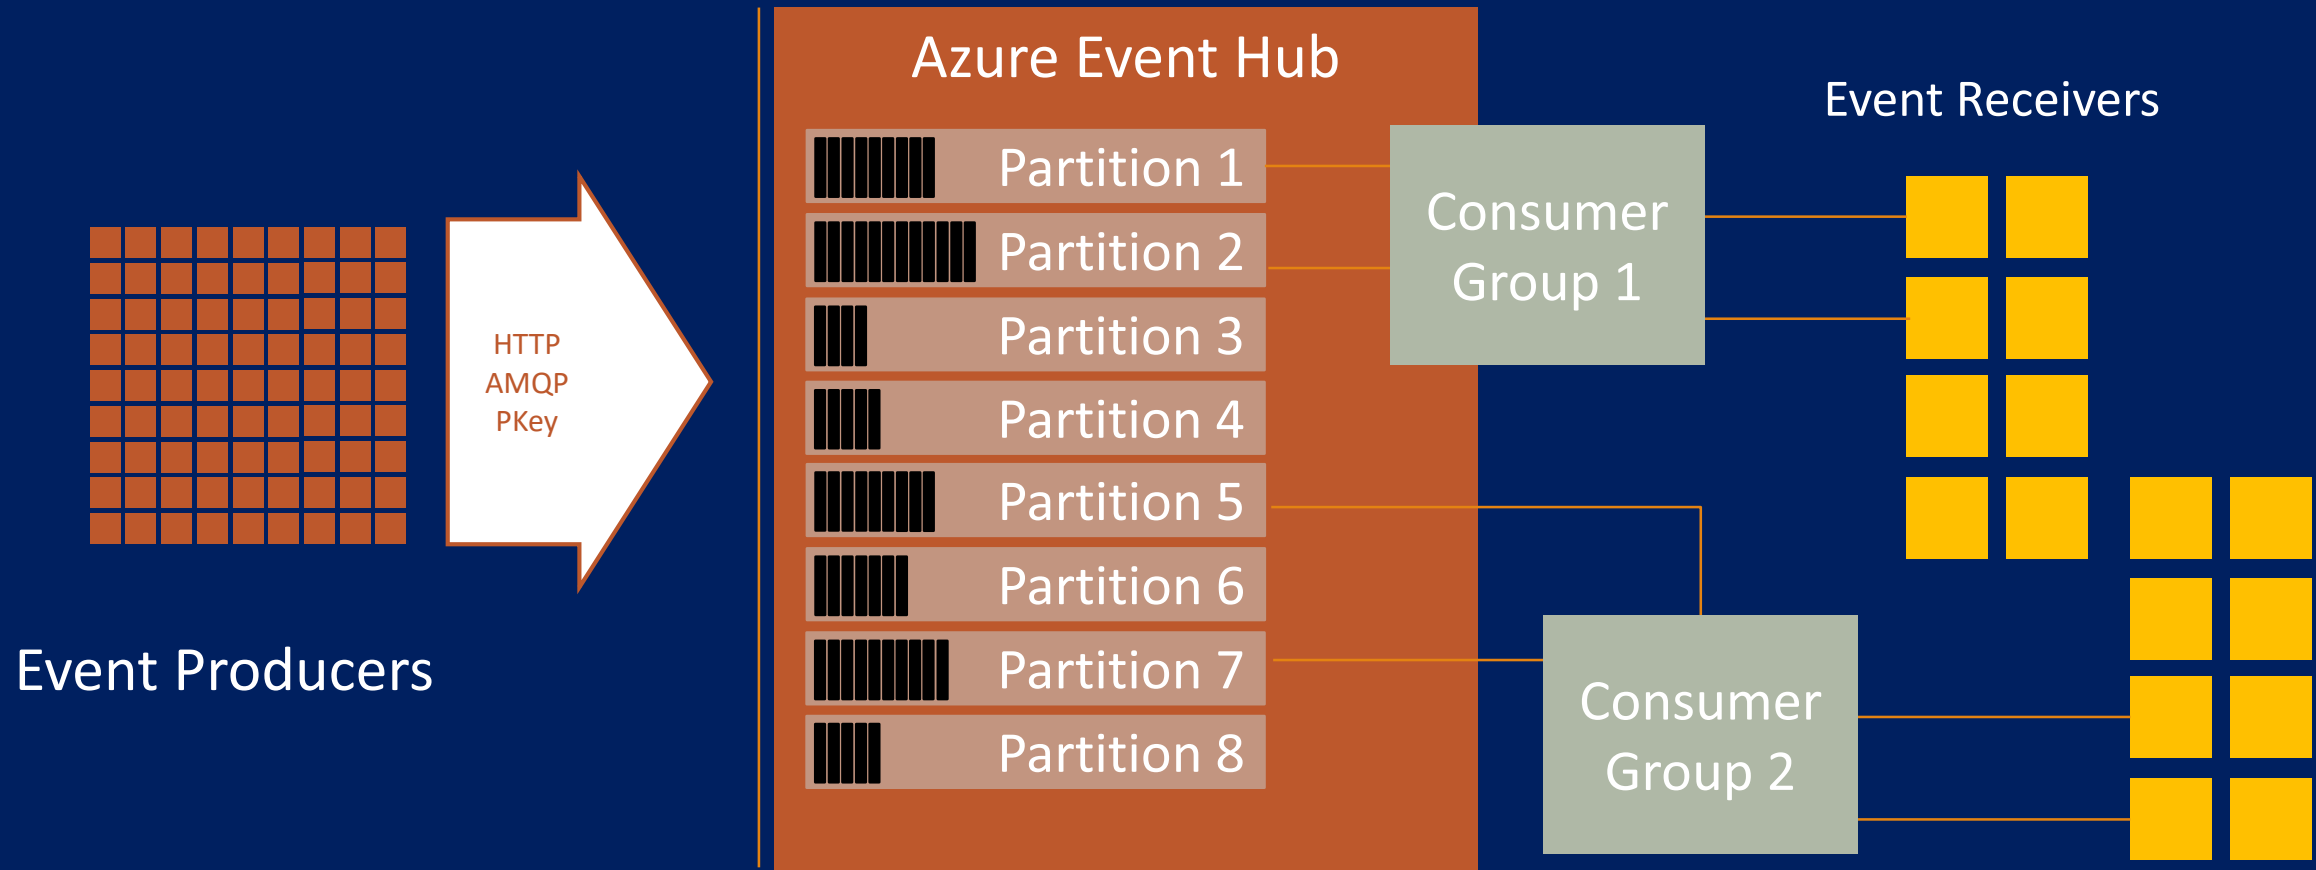 Azure Event Hub
Event Receivers
Partition 1
Partition 2
Partition 3
Partition 4
Partition 5
Partition 6
Partition 7
Partition 8
Consumer
Group 1
Consumer
Group 2
HTTP
AMQP
PKey
Event Producers